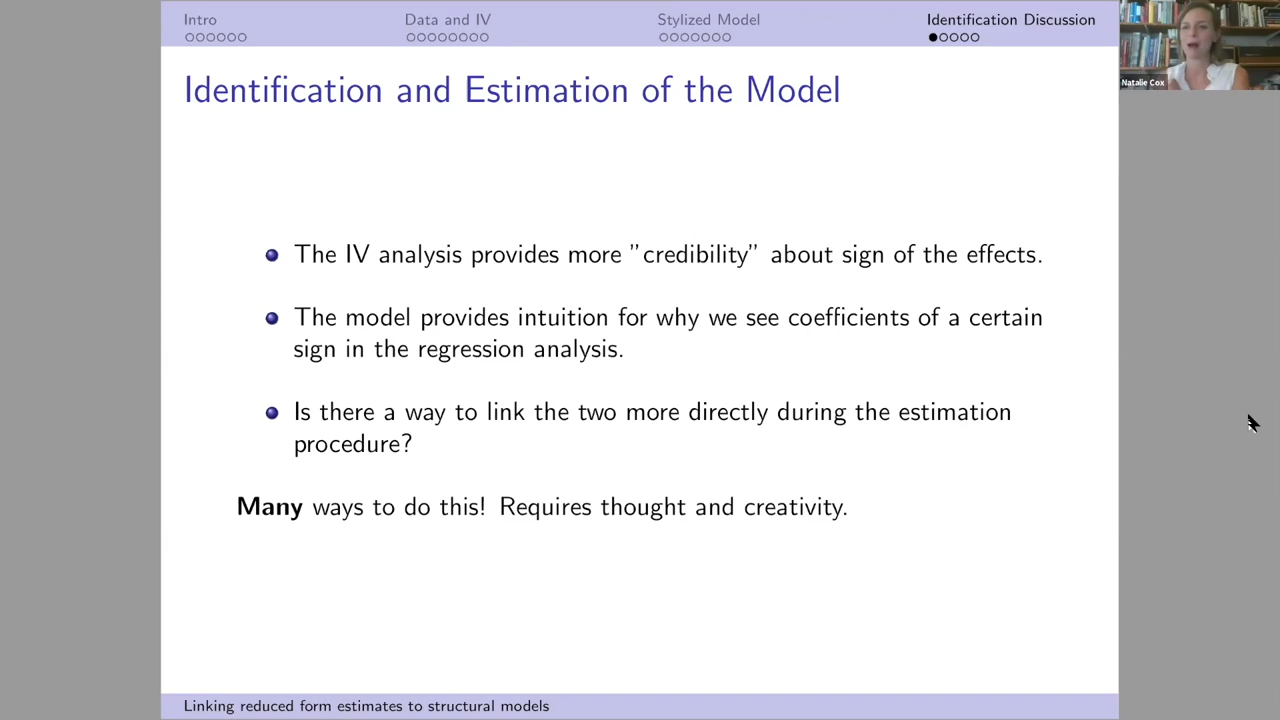 Intro
Data and IV
Stylized Model
Identification Discussion
Natalie Cox
Identification and Estimation of the Model
The IV analysis provides more ”credibility” about sign of the effects.
The model provides intuition for why we see coefficients of a certain
sign in the regression analysis.
Is there a way to link the two more directly during the estimation
procedure?
Many ways to do this! Requires thought and creativity.
Linking reduced form estimates to structural models